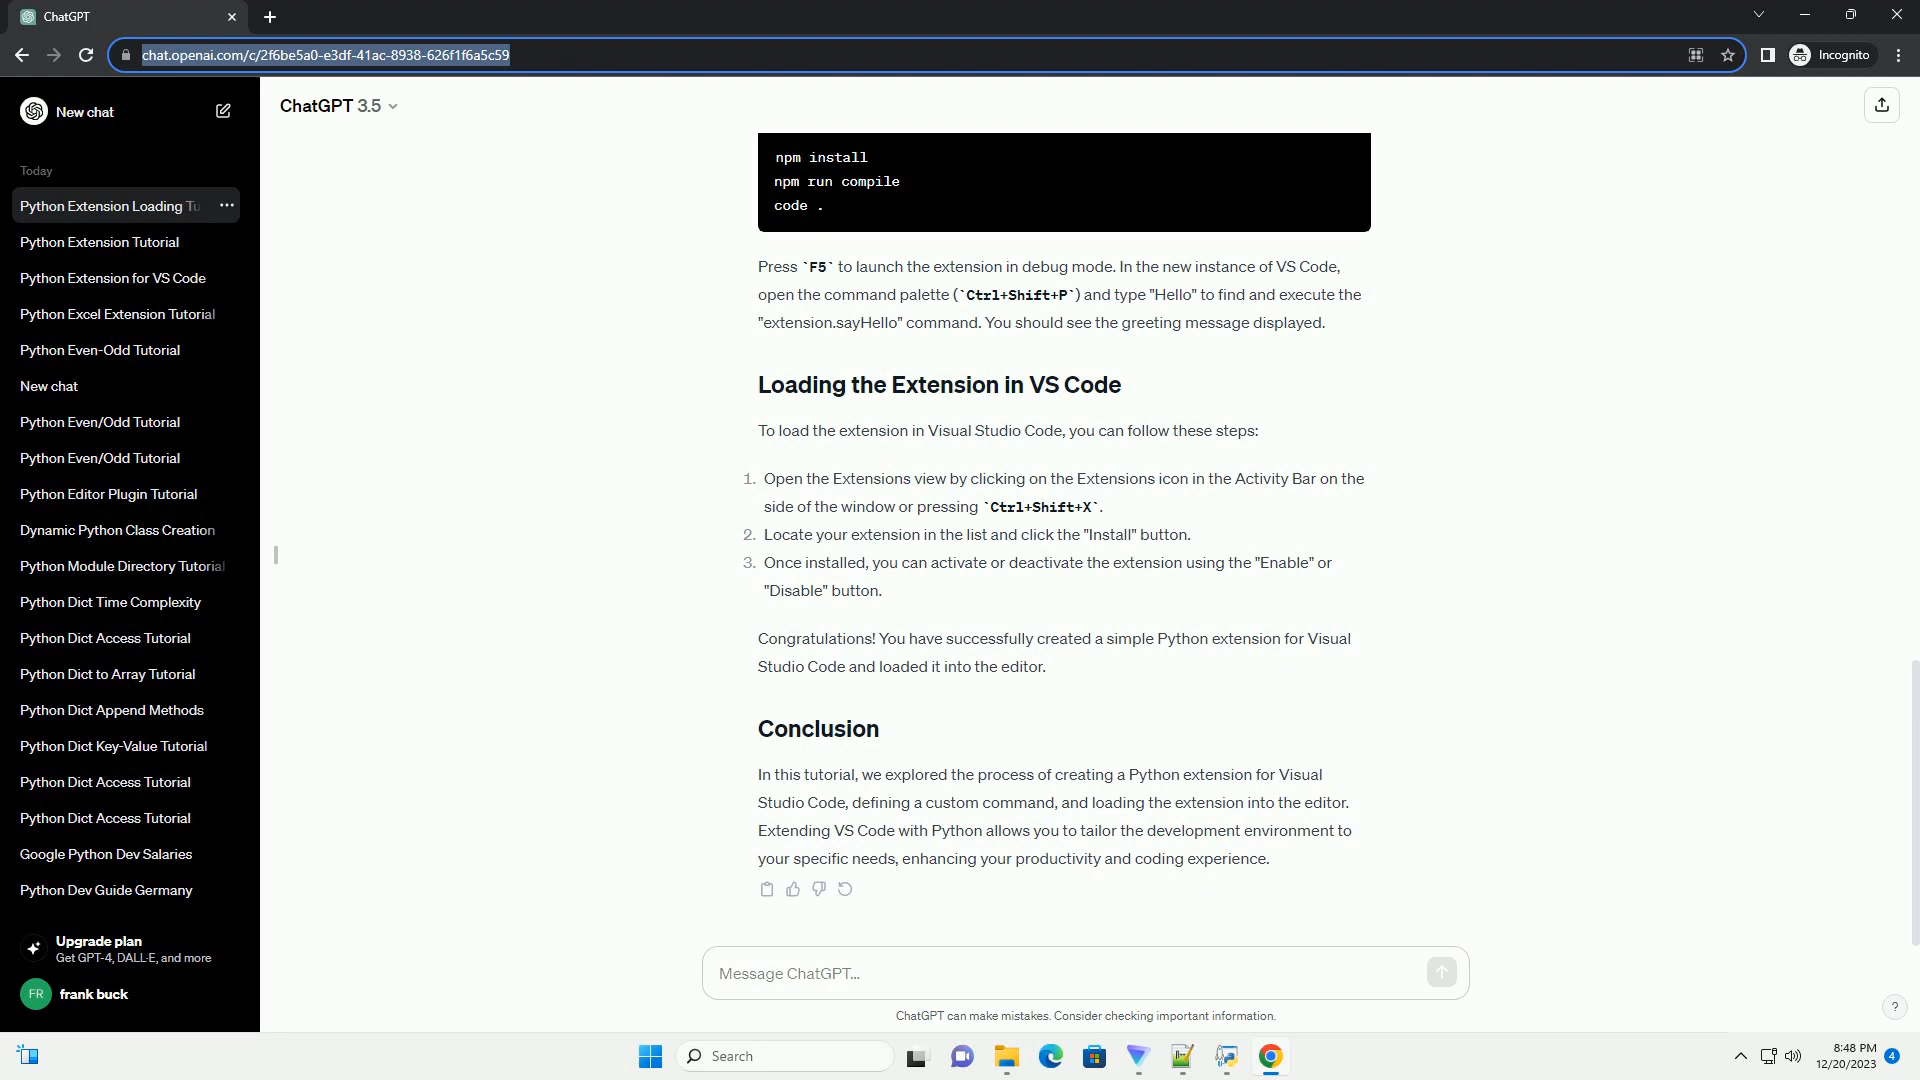 ChatGPT
chat.openai.com/c/2f6be5a0-e3df-41ac-8938-626f1f6a5c59
Incognito
New chat
Today
Python Extension Loading Tu
Python Extension Tutorial
Python Extension for VS Code
Python Excel Extension Tutorial
Python Even-Odd Tutorial
New chat
Python Even/Odd Tutorial
Python Even/Odd Tutorial
Python Editor Plugin Tutorial
Dynamic Python Class Creation
Python Module Directory Tutorial
Python Dict Time Complexity
Python Dict Access Tutorial
Python Dict to Array Tutorial
Python Dict Append Methods
Python Dict Key-Value Tutorial
Python Dict Access Tutorial
Python Dict Access Tutorial
Google Python Dev Salaries
Python Dev Guide Germany
Upgrade plan
Get GPT-4, DALL·E, and more
FR frank buck
ChatGPT 3.5
npm install
npm run compile
code .
Press `F5` to launch the extension in debug mode. In the new instance of VS Code,
open the command palette (`Ctrl+Shift+P`) and type "Hello" to find and execute the
"extension.sayHello" command. You should see the greeting message displayed.
Loading the Extension in VS Code
To load the extension in Visual Studio Code, you can follow these steps:
1. Open the Extensions view by clicking on the Extensions icon in the Activity Bar on the
side of the window or pressing `Ctrl+Shift+X`.
2. Locate your extension in the list and click the "Install" button.
3. Once installed, you can activate or deactivate the extension using the "Enable" or
"Disable" button.
Congratulations! You have successfully created a simple Python extension for Visual
Studio Code and loaded it into the editor.
Conclusion
In this tutorial, we explored the process of creating a Python extension for Visual
Studio Code, defining a custom command, and loading the extension into the editor.
Extending VS Code with Python allows you to tailor the development environment to
your specific needs, enhancing your productivity and coding experience.
Message ChatGPT...
ChatGPT can make mistakes. Consider checking important information.
?
Search
8:48 PM
12/20/2023
4